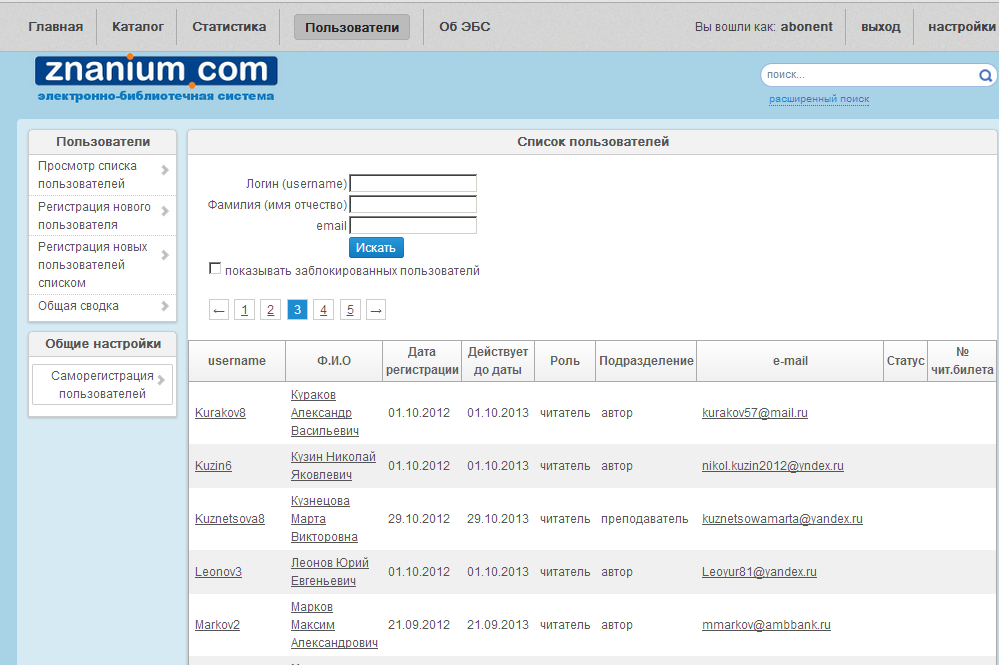 Главная Каталог Статистика Пользователи Об ЭБС Вы вошли как: abonent выход настройки
znanium.com
электронно-библиотечная система
поиск...
расширенный поиск
Пользователи
Просмотр списка
пользователей
Регистрация нового
пользователя
Регистрация новых
пользователей
списком
Общая сводка
Общие настройки
Саморегистрация
пользователей
Список пользователей
Логин (username)
Фамилия (имя отчество)
email
Искать
показывать заблокированных пользователй
← 1 2 3 4 5 →
username Ф.И.О Дата регистрации Действует до даты Роль Подразделение e-mail Статус № чит.билета
Kurakov8 Кураков Александр Васильевич 01.10.2012 01.10.2013 читатель автор kurakov57@mail.ru
Kuzin6 Кузин Николай Яковлевич 01.10.2012 01.10.2013 читатель автор nikol.kuzin2012@yndex.ru
Kuznetsova8 Кузнецова Марта Викторовна 29.10.2012 29.10.2013 читатель преподаватель kuznetsowamarta@yandex.ru
Leonov3 Леонов Юрий Евгеньевич 01.10.2012 01.10.2013 читатель автор Leoyur81@yandex.ru
Markov2 Марков Максим Александрович 21.09.2012 21.09.2013 читатель автор mmarkov@ambbank.ru